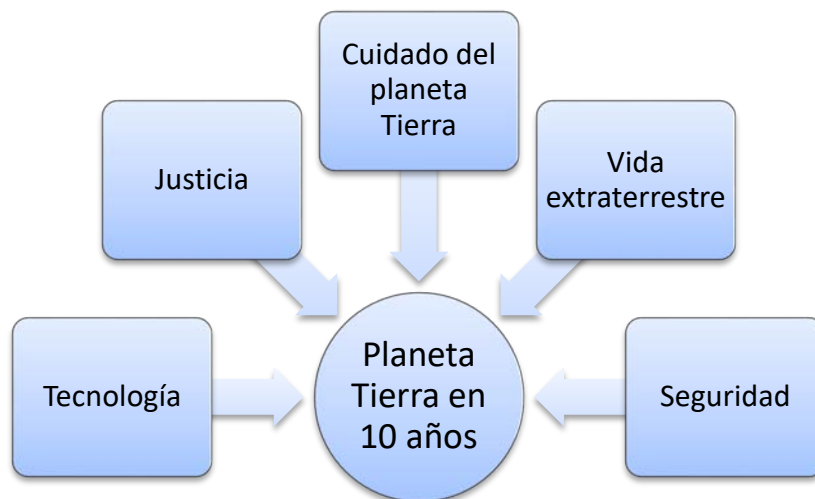 Cuidado del
planeta
Tierra
Justicia
Vida
extraterrestre
Tecnología
Planeta
Tierra en
10 años
Seguridad